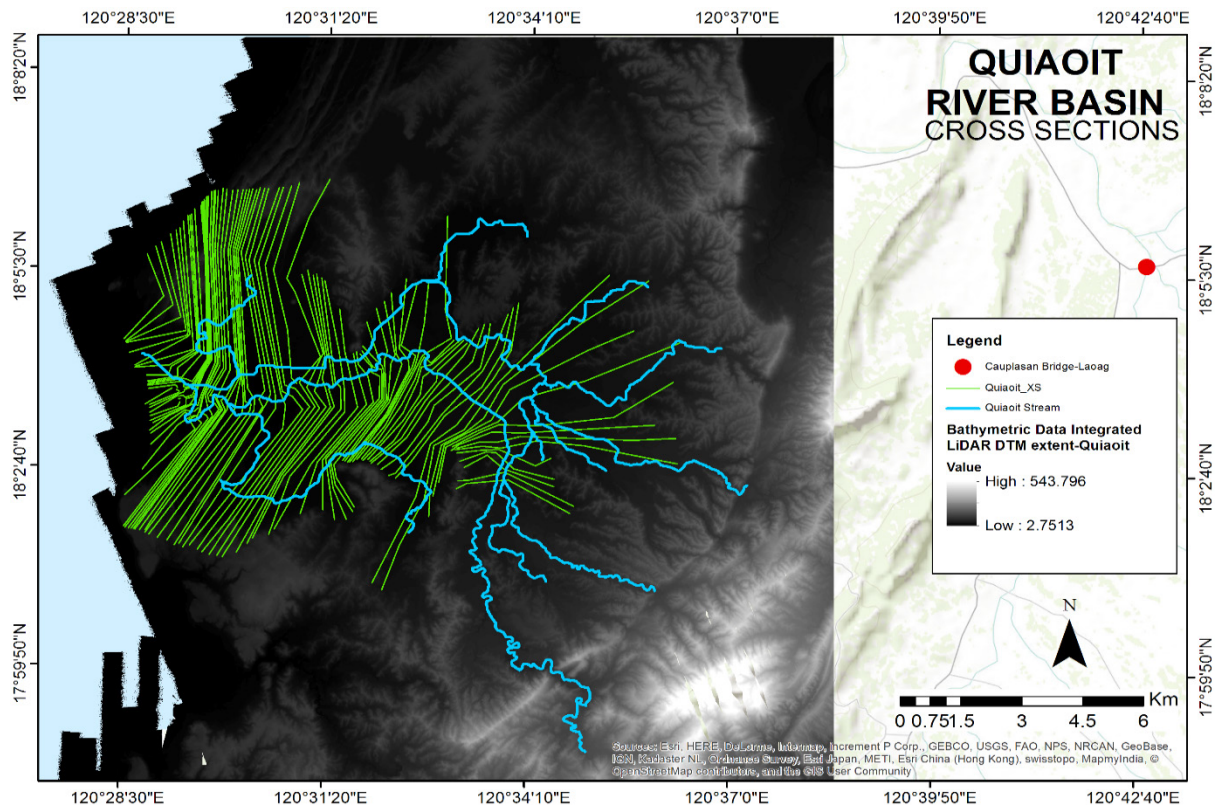 120°28'30"E 120°31'20"E 120°34'10"E 120°37'0"E 120°39'50"E 120°42'40"E
18°8'20"N
18°8'20"N
QUIAOIT
RIVER BASIN
CROSS SECTIONS
18°5'30"N
18°5'30"N
Legend
Cauplasan Bridge-Laoag
Quiaoit_XS
Quiaoit Stream
Bathymetric Data Integrated
LiDAR DTM extent-Quiaoit
Value
High : 543.796
Low : 2.7513
18°2'40"N
18°2'40"N
N
17°59'50"N
17°59'50"N
Km
0 0.75 1.5 3 4.5 6
Sources: Esri, HERE, DeLorme, Intermap, increment P Corp., GEBCO, USGS, FAO, NPS, NRCAN, GeoBase,
IGN, Kadaster NL, Ordnance Survey, Esri Japan, METI, Esri China (Hong Kong), swisstopo, MapmyIndia, ©
OpenStreetMap contributors, and the GIS User Community
120°28'30"E 120°31'20"E 120°34'10"E 120°37'0"E 120°39'50"E 120°42'40"E